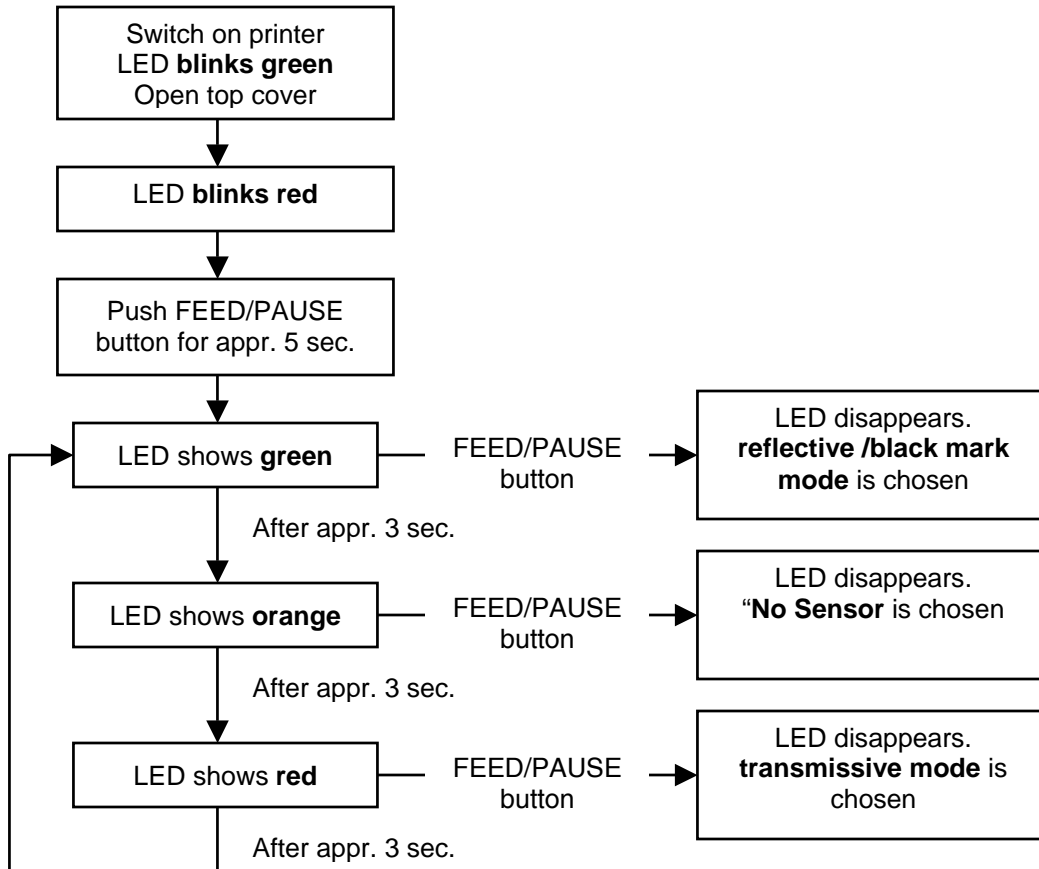 Switch on printer
LED blinks green
Open top cover
LED blinks red
Push FEED/PAUSE
button for appr. 5 sec.
LED shows green
FEED/PAUSE
button
LED disappears.
reflective /black mark
mode is chosen
After appr. 3 sec.
LED shows orange
FEED/PAUSE
button
LED disappears.
“No Sensor is chosen
After appr. 3 sec.
LED shows red
FEED/PAUSE
button
LED disappears.
transmissive mode is
chosen
After appr. 3 sec.